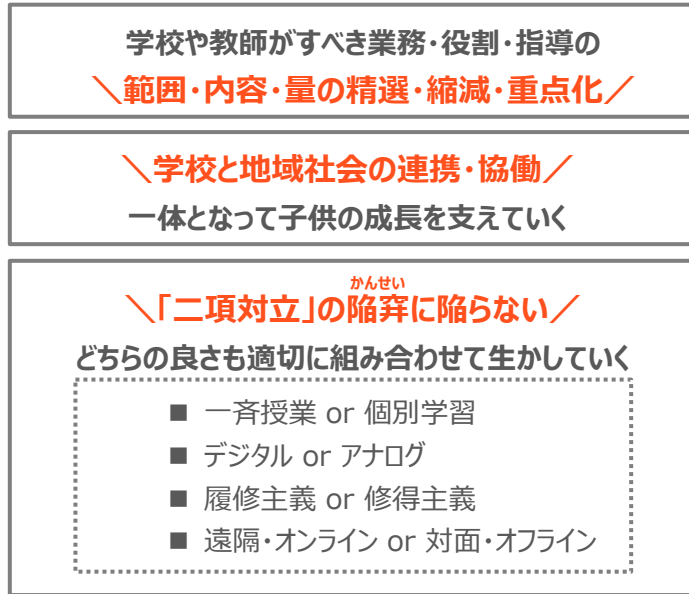 学校や教師がすべき業務・役割・指導の
＼範囲・内容・量の精選・縮減・重点化／
＼学校と地域社会の連携・協働／
一体となって子供の成長を支えていく
かんせい
＼「二項対立」の陥穽に陥らない／
どちらの良さも適切に組み合わせて生かしていく
■ 一斉授業 or 個別学習
■ デジタル or アナログ
■ 履修主義 or 修得主義
■ 遠隔・オンライン or 対面・オフライン